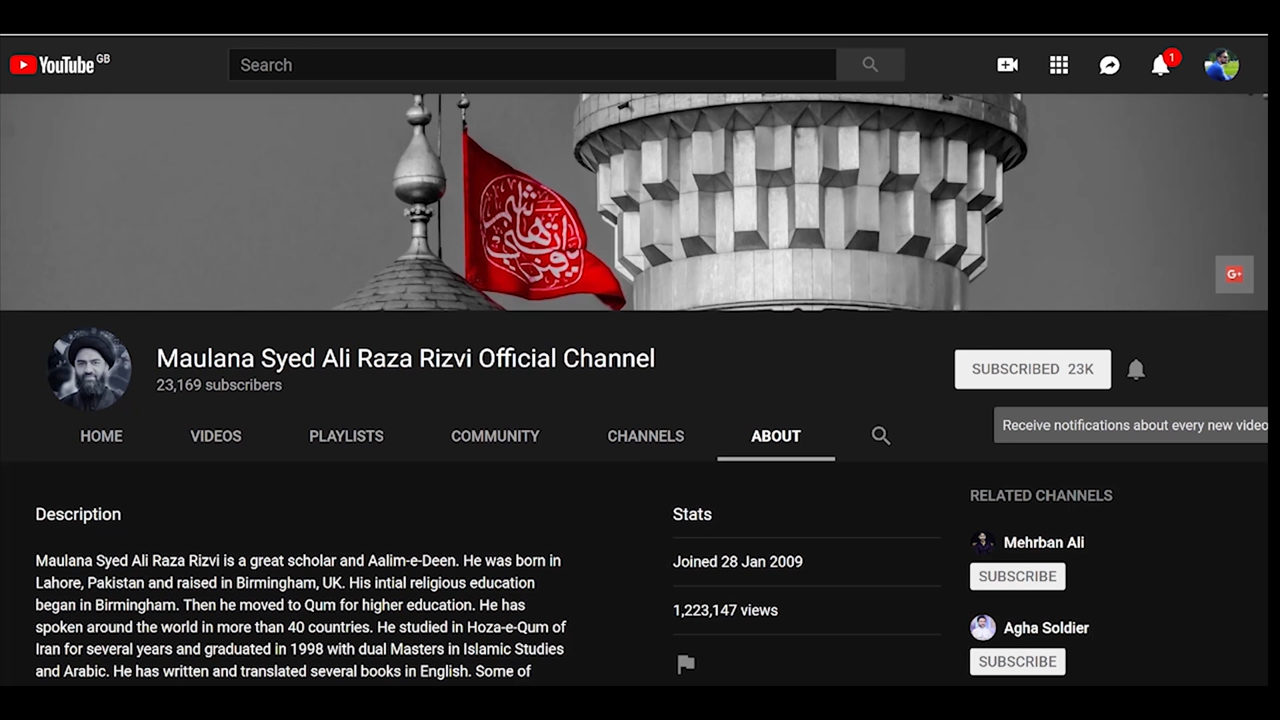 YouTube GB
Search
1
يا قمر بني هاشم
G+
Maulana Syed Ali Raza Rizvi Official Channel
23,169 subscribers
SUBSCRIBED 23K
HOME VIDEOS PLAYLISTS COMMUNITY CHANNELS ABOUT
Receive notifications about every new video
Description
Maulana Syed Ali Raza Rizvi is a great scholar and Aalim-e-Deen. He was born in
Lahore, Pakistan and raised in Birmingham, UK. His intial religious education
began in Birmingham. Then he moved to Qum for higher education. He has
spoken around the world in more than 40 countries. He studied in Hoza-e-Qum of
Iran for several years and graduated in 1998 with dual Masters in Islamic Studies
and Arabic. He has written and translated several books in English. Some of
Stats
Joined 28 Jan 2009
1,223,147 views
RELATED CHANNELS
Mehrban Ali
SUBSCRIBE
Agha Soldier
SUBSCRIBE